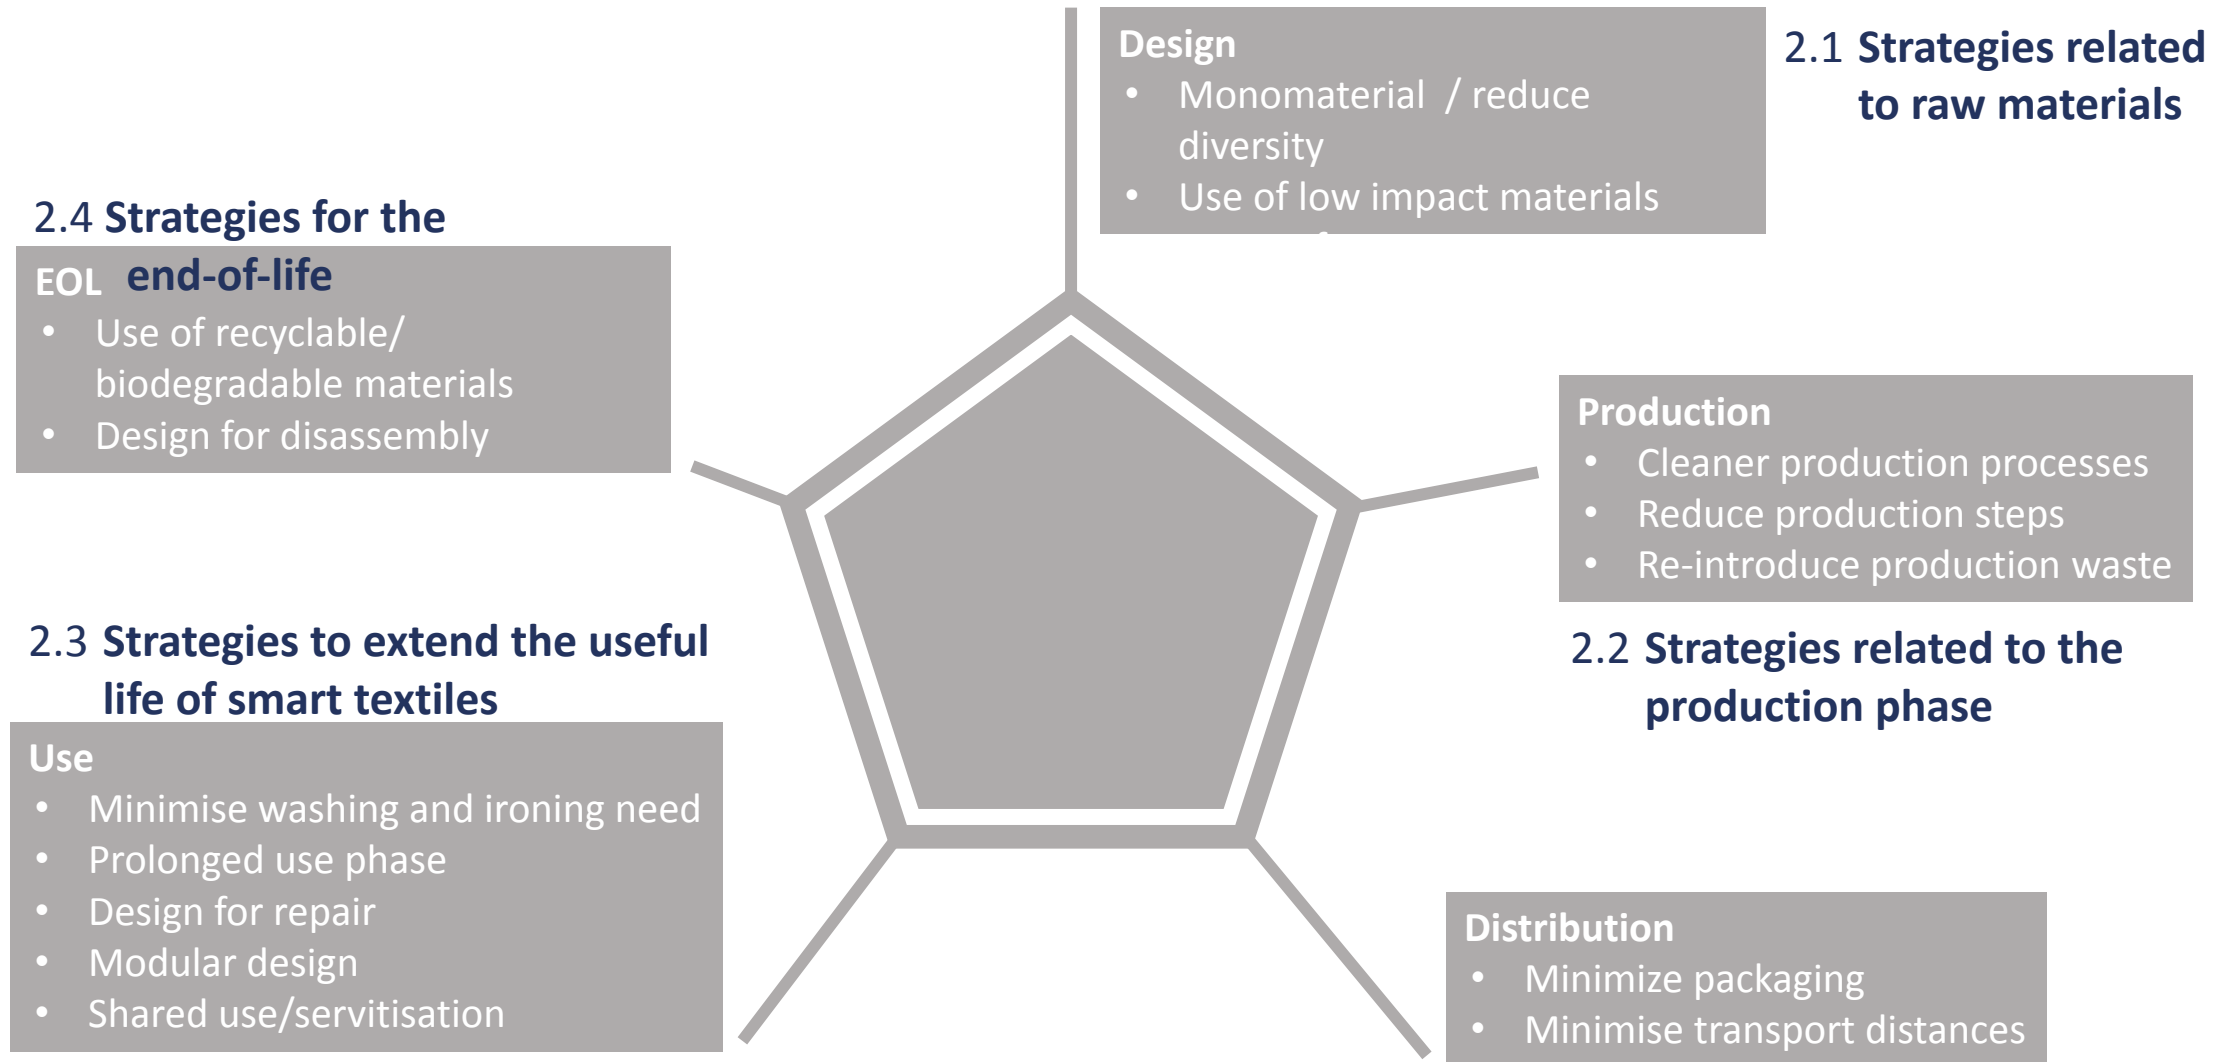 Design
• Monomaterial / reduce
diversity
• Use of low impact materials
2.1 Strategies related
to raw materials
2.4 Strategies for the
end-of-life
EOL
• Use of recyclable/
biodegradable materials
• Design for disassembly
Production
• Cleaner production processes
• Reduce production steps
• Re-introduce production waste
2.2 Strategies related to the
production phase
2.3 Strategies to extend the useful
life of smart textiles
Use
• Minimise washing and ironing need
• Prolonged use phase
• Design for repair
• Modular design
• Shared use/servitisation
Distribution
• Minimize packaging
• Minimise transport distances